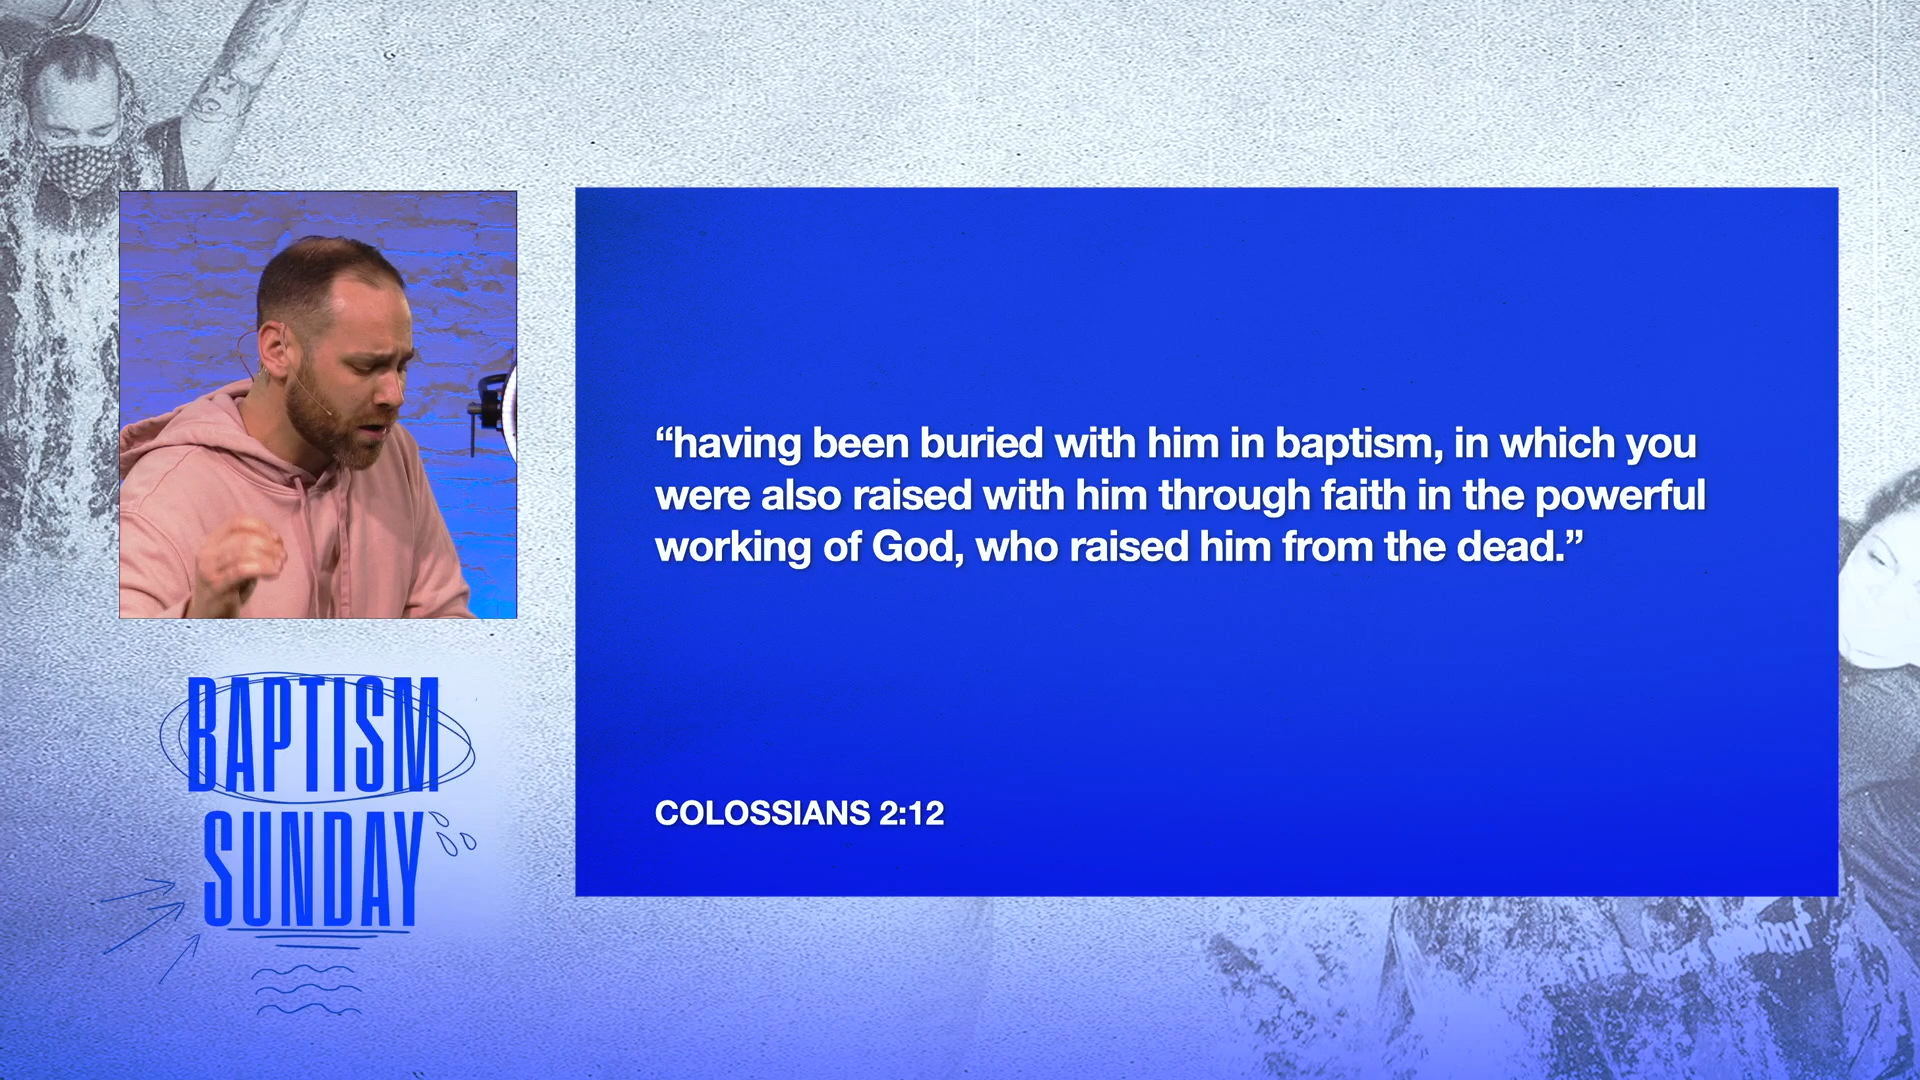 “having been buried with him in baptism, in which you
were also raised with him through faith in the powerful
working of God, who raised him from the dead.”
COLOSSIANS 2:12
BAPTISM
SUNDAY